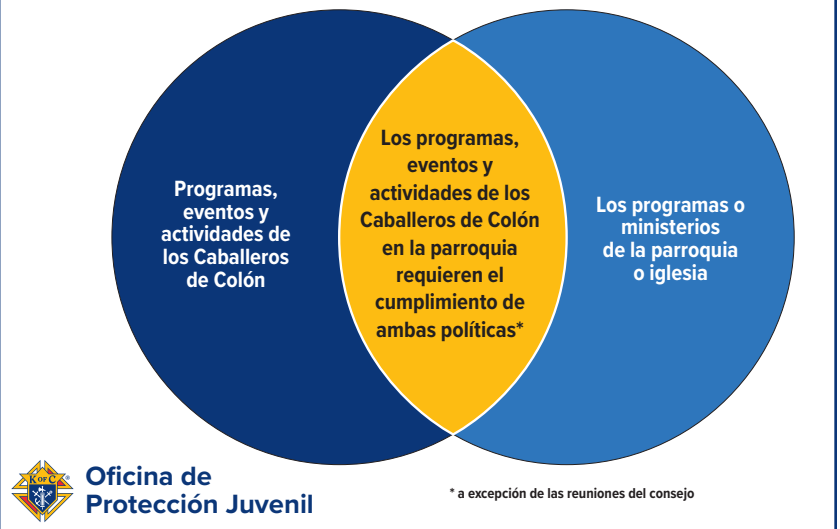 Programas,
eventos y
actividades de
los Caballeros
de Colón
Los programas,
eventos y
actividades de los
Caballeros de Colón
en la parroquia
requieren el
cumplimiento de
ambas políticas*
Los programas o
ministerios
de la parroquia
o iglesia
K OF C
®
Oficina de
Protección Juvenil
* a excepción de las reuniones del consejo